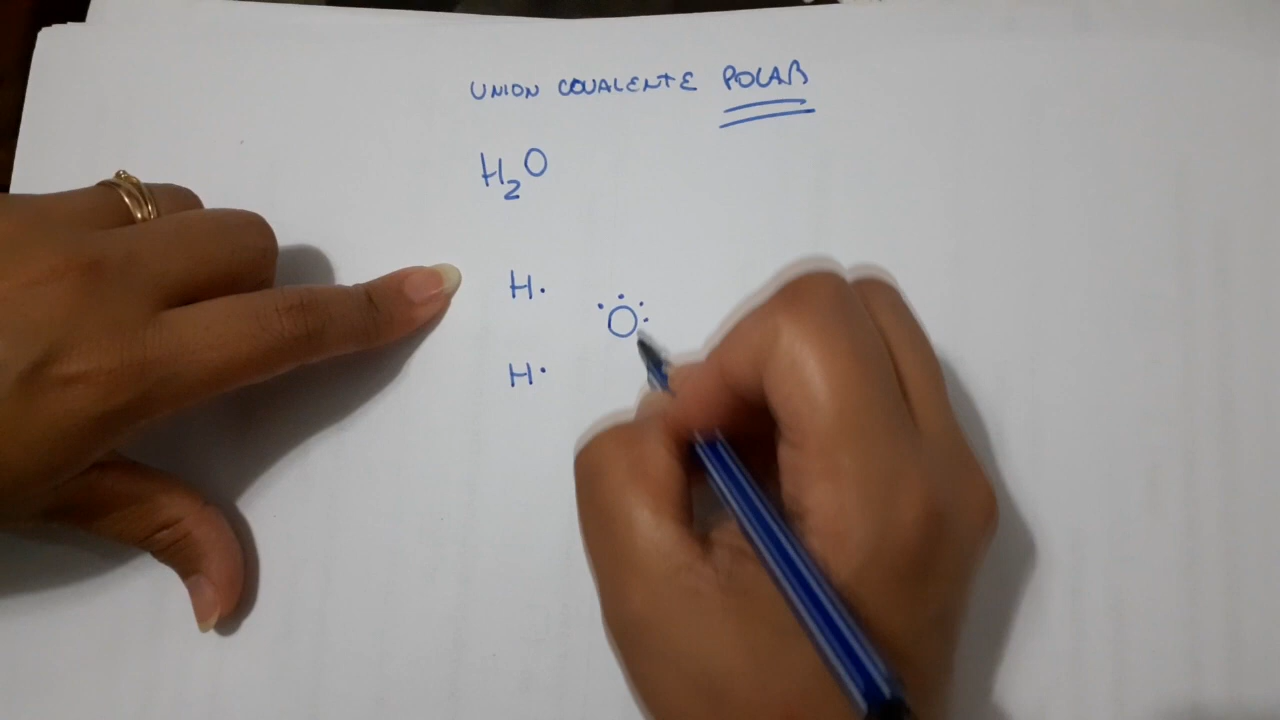 UNION COVALENTE POLAR
H₂O
H·
O
H·